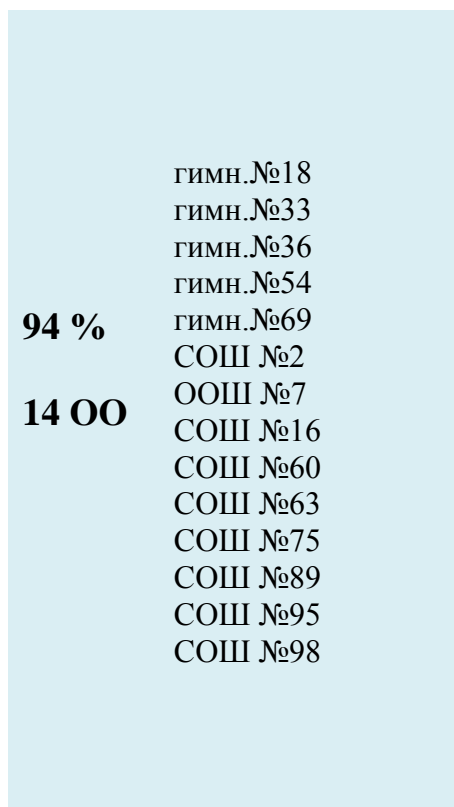 94 %
14 ОО
гимн.№18
гимн.№33
гимн.№36
гимн.№54
гимн.№69
СОШ №2
ООШ №7
СОШ №16
СОШ №60
СОШ №63
СОШ №75
СОШ №89
СОШ №95
СОШ №98